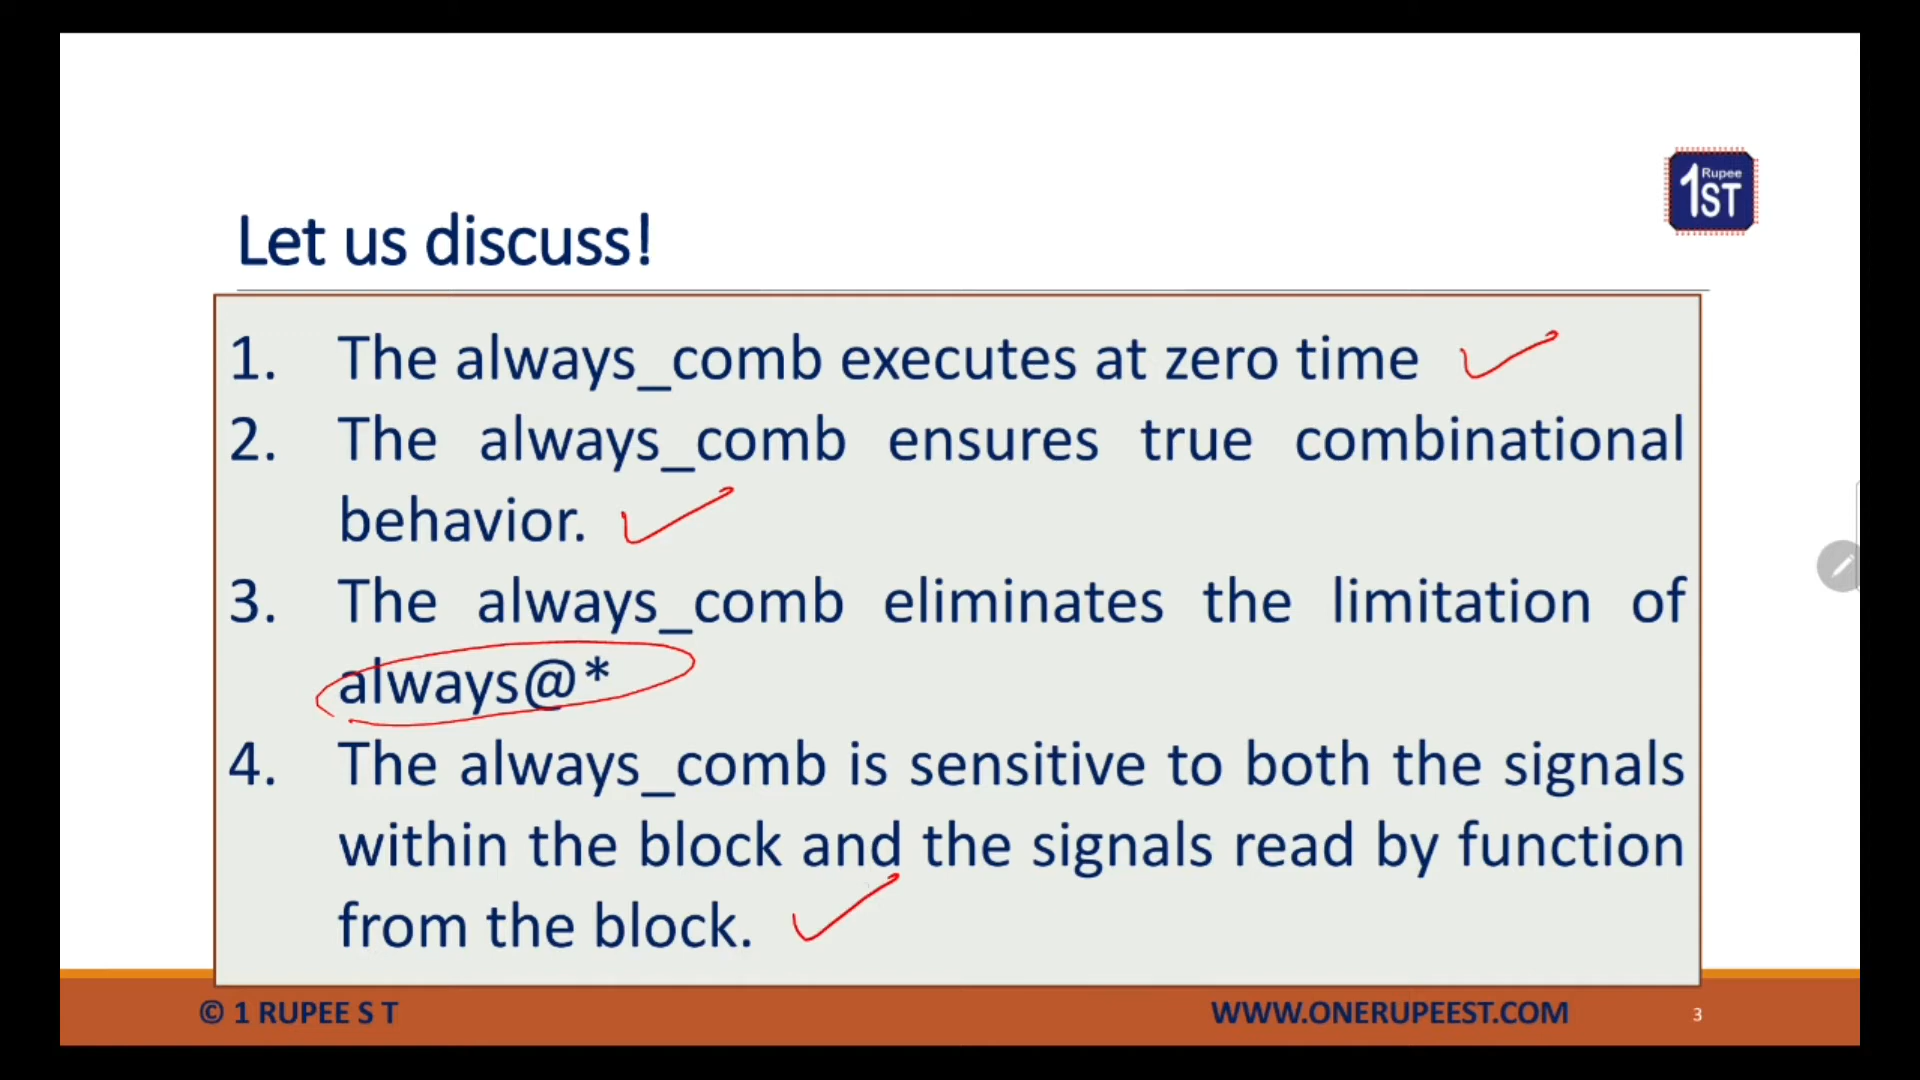 1 Rupee ST
Let us discuss!
1. The always_comb executes at zero time
2. The always_comb ensures true combinational
behavior.
3. The always_comb eliminates the limitation of
always@*
4. The always_comb is sensitive to both the signals
within the block and the signals read by function
from the block.
© 1 RUPEE S T WWW.ONERUPEEST.COM 3